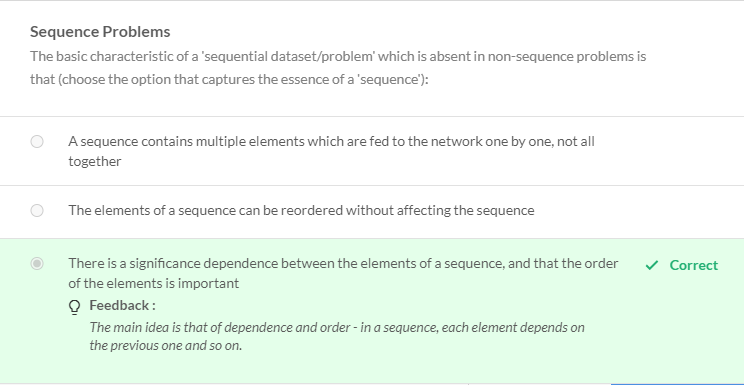 Sequence Problems
The basic characteristic of a 'sequential dataset/problem' which is absent in non-sequence problems is
that (choose the option that captures the essence of a 'sequence'):
A sequence contains multiple elements which are fed to the network one by one, not all
together
The elements of a sequence can be reordered without affecting the sequence
There is a significance dependence between the elements of a sequence, and that the order
of the elements is important
Correct
Feedback :
The main idea is that of dependence and order - in a sequence, each element depends on
the previous one and so on.